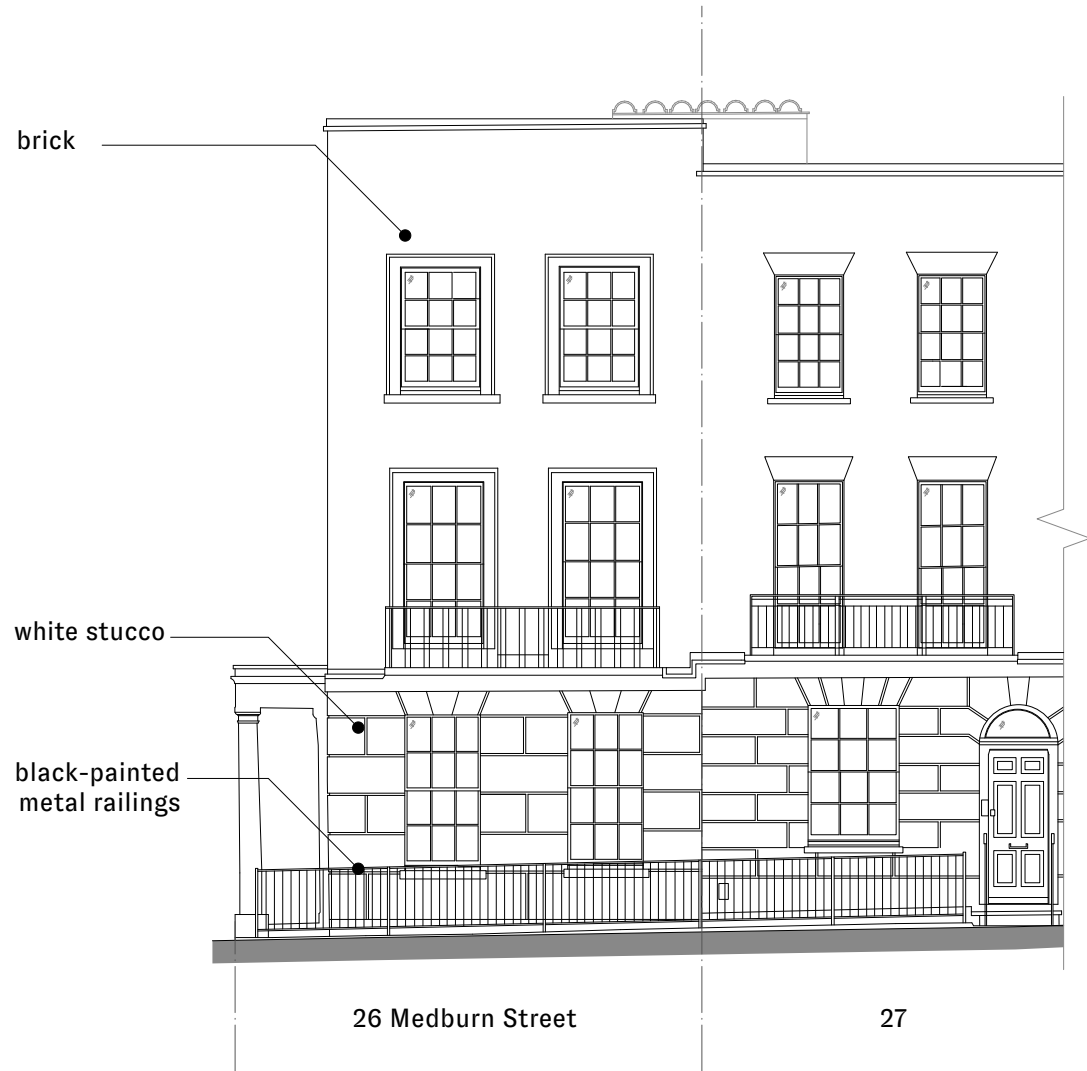 brick
white stucco
black-painted
metal railings
26 Medburn Street
27